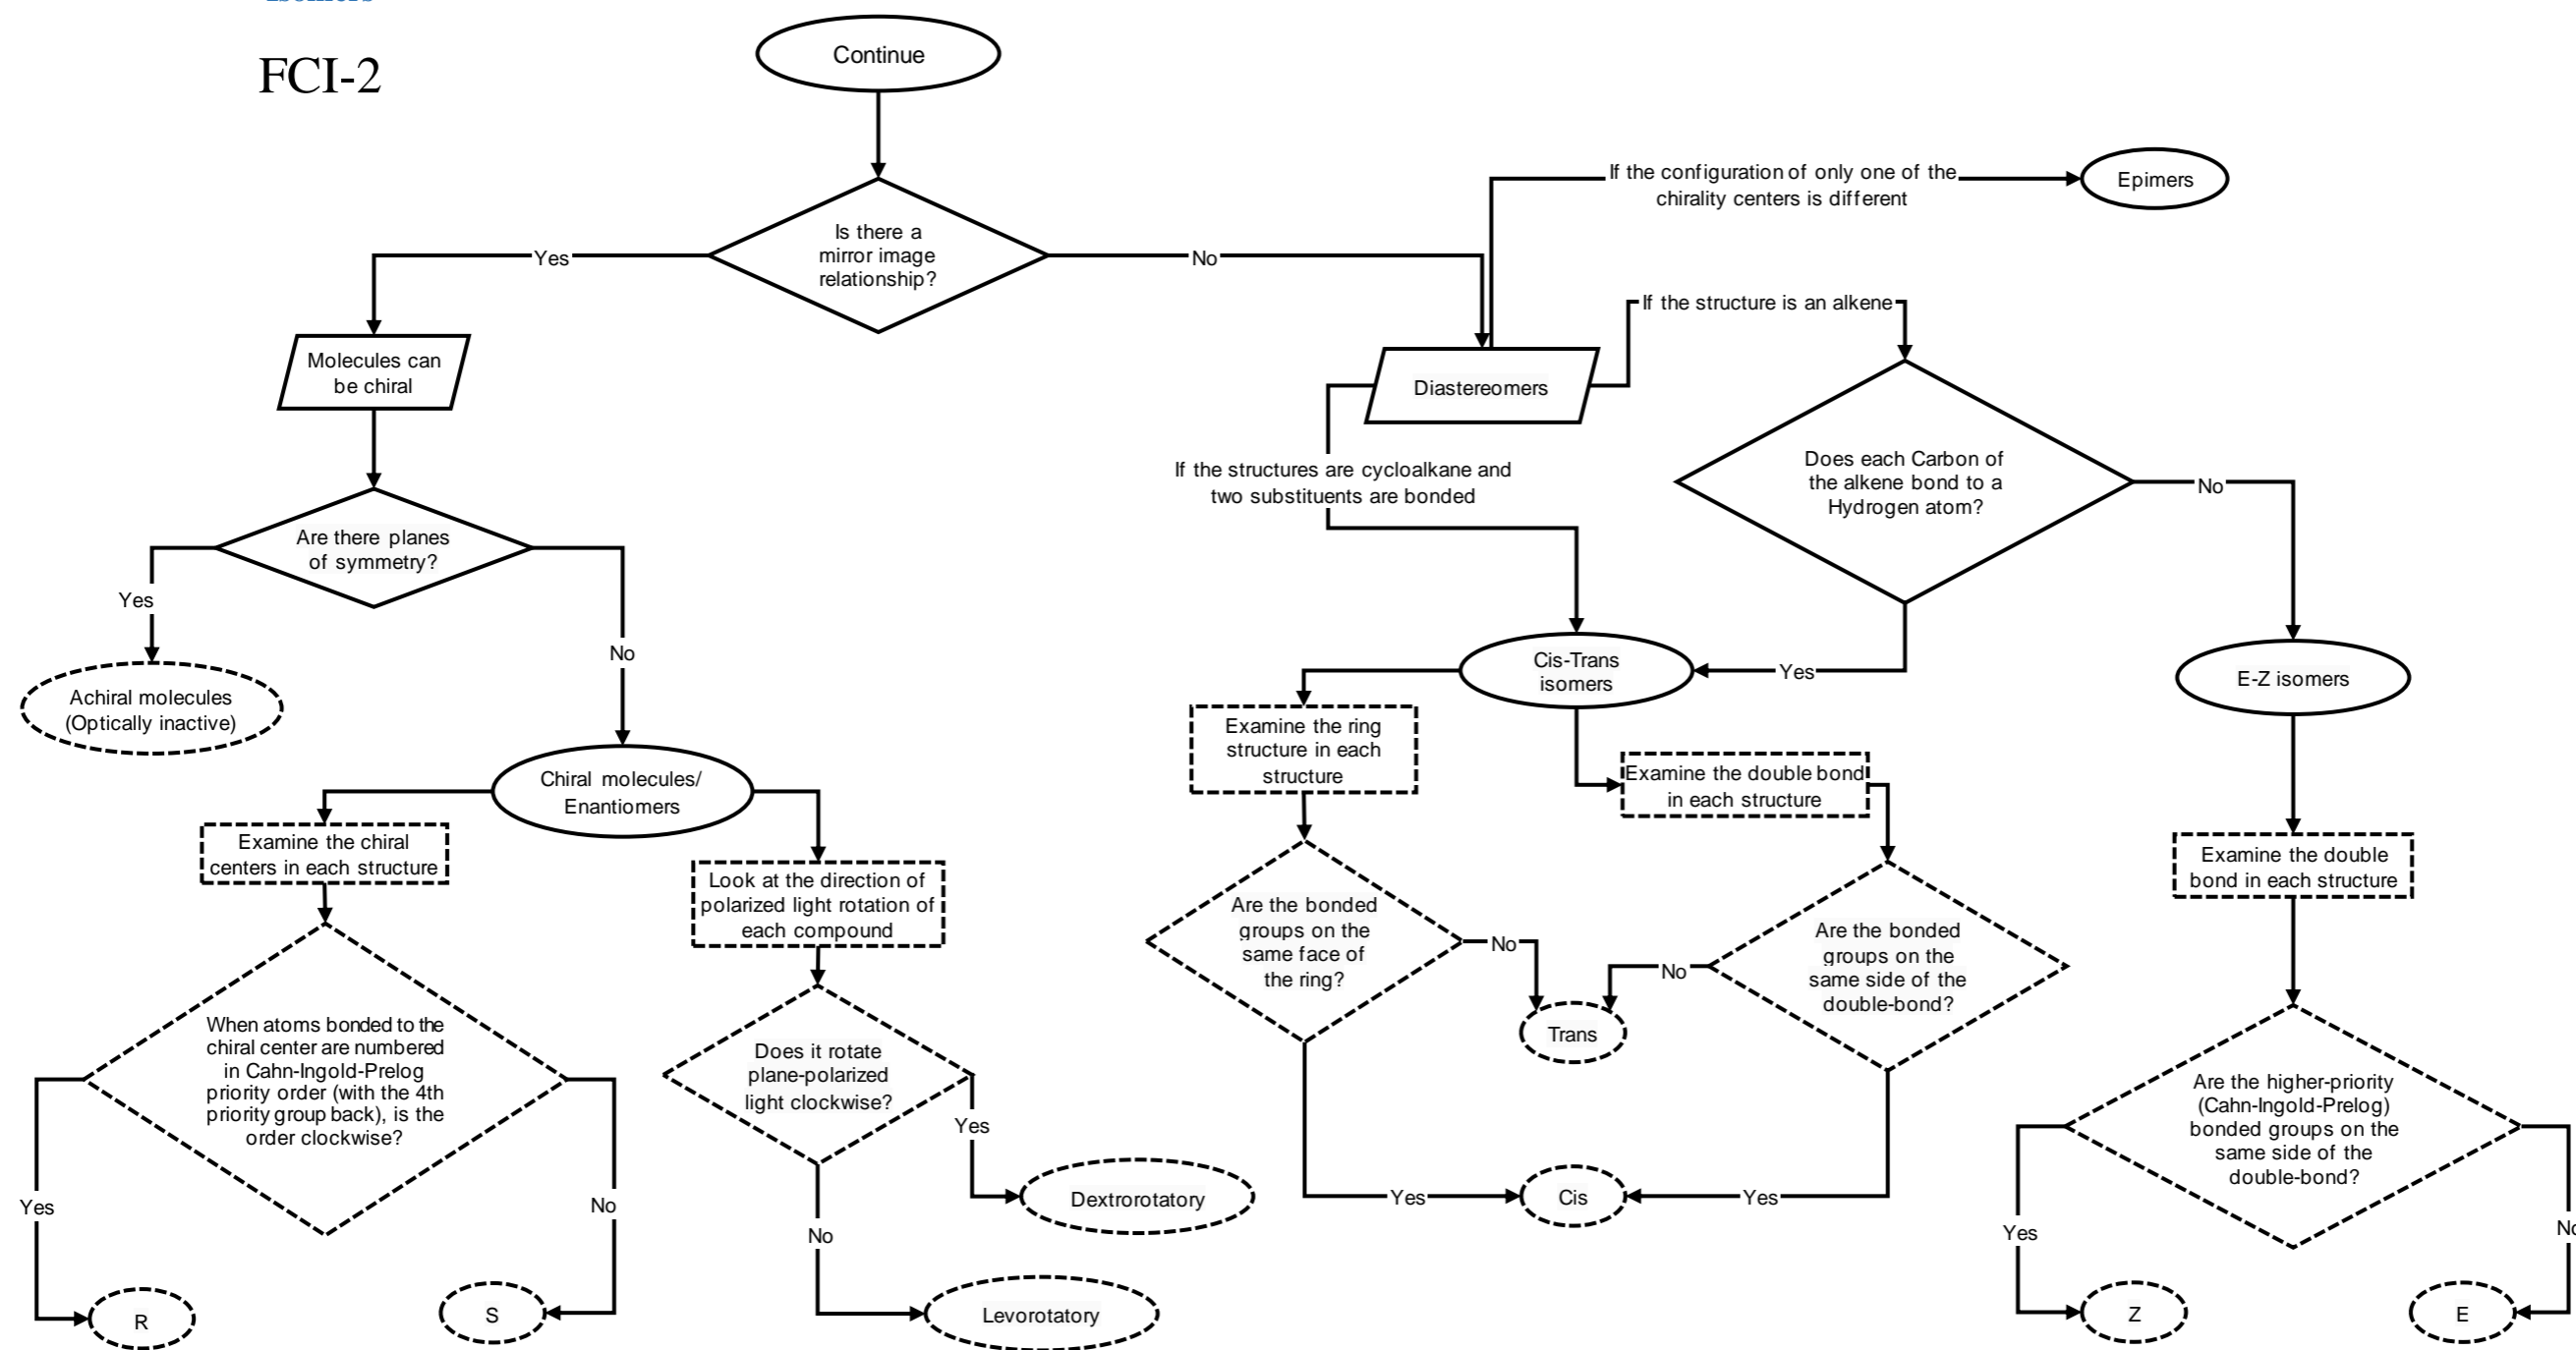 Isomers
FCI-2
Continue
If the configuration of only one of the
chirality centers is different
Epimers
Is there a
mirror image
relationship?
Yes
No
If the structure is an alkene
Molecules can
be chiral
Diastereomers
If the structures are cycloalkane and
two substituents are bonded
Does each Carbon of
the alkene bond to a
Hydrogen atom?
No
Yes
Are there planes
of symmetry?
Yes
No
Achiral molecules
(Optically inactive)
Cis-Trans
isomers
E-Z isomers
Chiral molecules/
Enantiomers
Examine the ring
structure in each
structure
Examine the double bond
in each structure
Examine the chiral
centers in each structure
Look at the direction of
polarized light rotation of
each compound
Examine the double
bond in each structure
Are the bonded
groups on the
same face of
the ring?
No
Are the bonded
groups on the
same side of the
double-bond?
No
Trans
When atoms bonded to the
chiral center are numbered
in Cahn-Ingold-Prelog
priority order (with the 4th
priority group back), is the
order clockwise?
Does it rotate
plane-polarized
light clockwise?
Yes
Are the higher-priority
(Cahn-Ingold-Prelog)
bonded groups on the
same side of the
double-bond?
Yes
No
No
Dextrorotatory
Yes
Cis
Yes
Yes
No
R
S
Levorotatory
Z
E